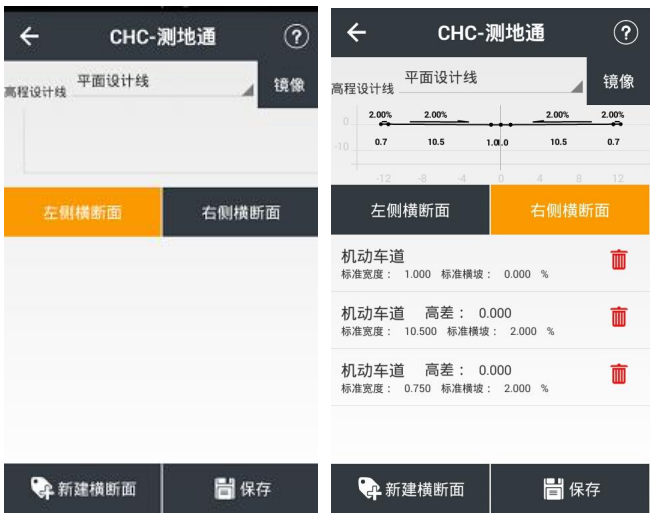 CHC-测地通
?
高程设计线
平面设计线
镜像
左侧横断面
右侧横断面
新建横断面
保存
CHC-测地通
?
高程设计线
平面设计线
镜像
0
2.00%
2.00%
2.00%
2.00%
-10
0.7
10.5
1.0
1.0
10.5
0.7
-12
-8
-4
0
4
8
12
左侧横断面
右侧横断面
机动车道
标准宽度： 1.000 标准横坡： 0.000 %
机动车道 高差： 0.000
标准宽度： 10.500 标准横坡： 2.000 %
机动车道 高差： 0.000
标准宽度： 0.750 标准横坡： 2.000 %
新建横断面
保存